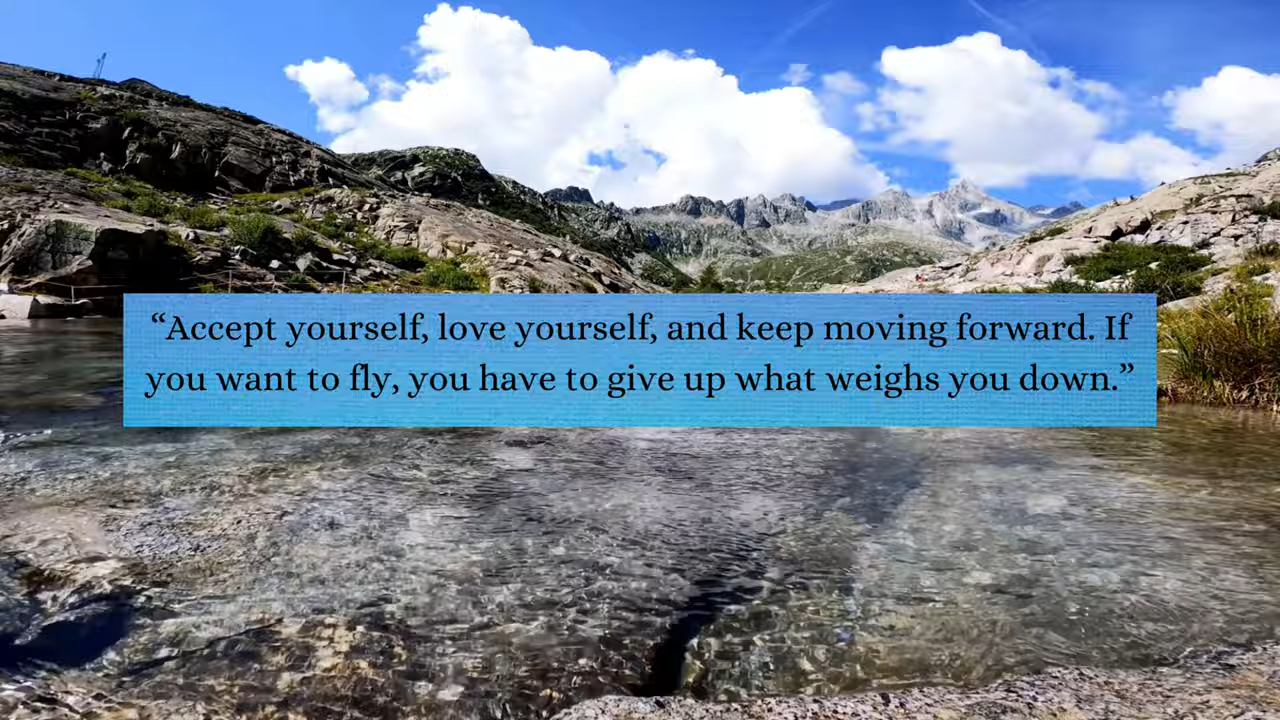 “Accept yourself, love yourself, and keep moving forward. If
you want to fly, you have to give up what weighs you down.”